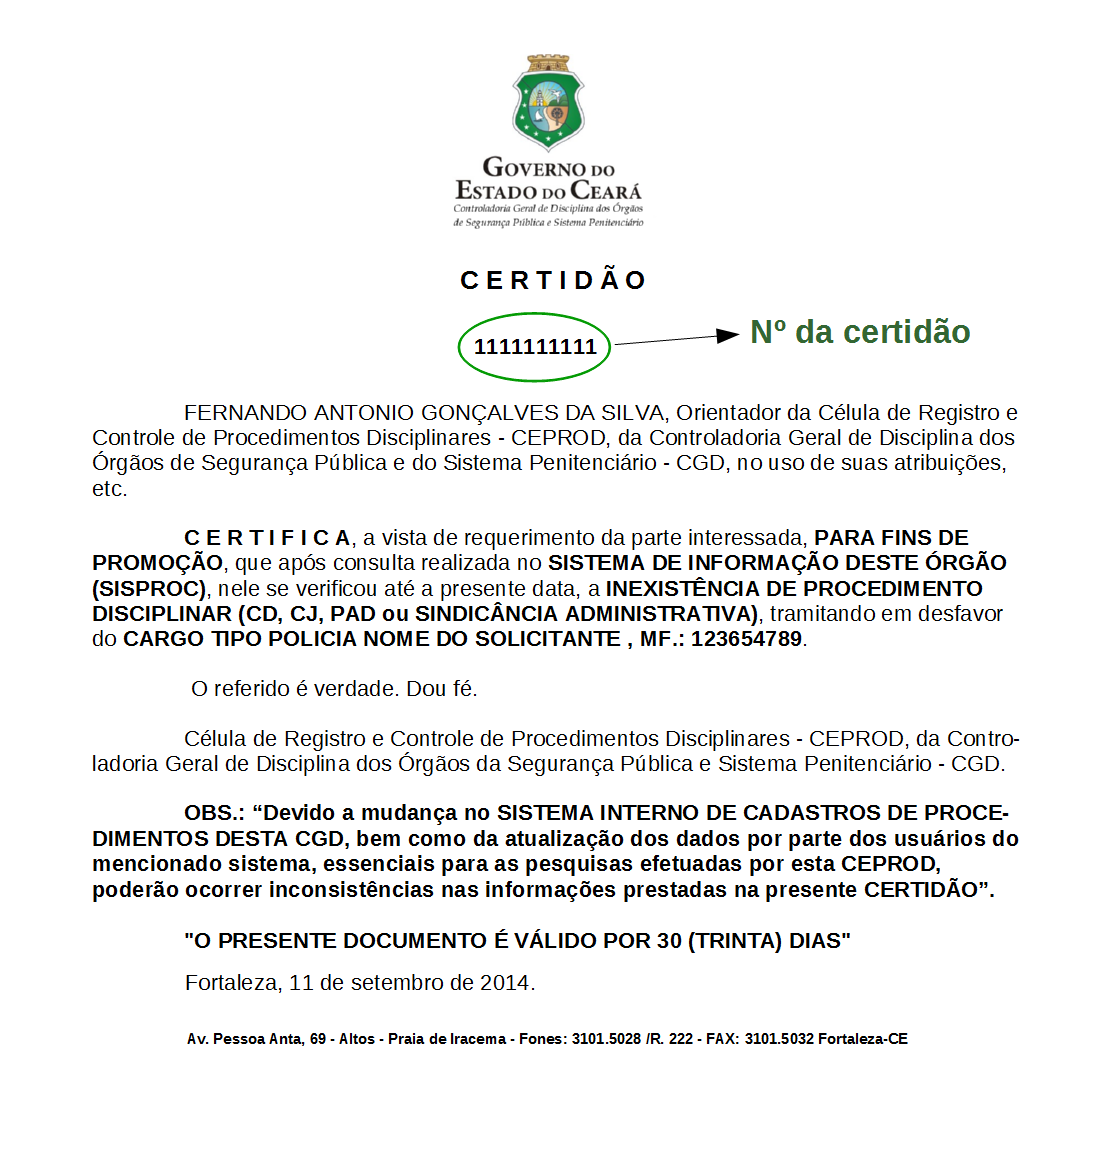 GOVERNO DO
ESTADO DO CEARÁ
Controladoria Geral de Disciplina dos Órgãos
de Segurança Pública e Sistema Penitenciário
C E R T I D Ã O
1111111111
Nº da certidão
FERNANDO ANTONIO GONÇALVES DA SILVA, Orientador da Célula de Registro e
Controle de Procedimentos Disciplinares - CEPROD, da Controladoria Geral de Disciplina dos
Órgãos de Segurança Pública e do Sistema Penitenciário - CGD, no uso de suas atribuições,
etc.
C E R T I F I C A, a vista de requerimento da parte interessada, PARA FINS DE
PROMOÇÃO, que após consulta realizada no SISTEMA DE INFORMAÇÃO DESTE ÓRGÃO
(SISPROC), nele se verificou até a presente data, a INEXISTÊNCIA DE PROCEDIMENTO
DISCIPLINAR (CD, CJ, PAD ou SINDICÂNCIA ADMINISTRATIVA), tramitando em desfavor
do CARGO TIPO POLICIA NOME DO SOLICITANTE , MF.: 123654789.
O referido é verdade. Dou fé.
Célula de Registro e Controle de Procedimentos Disciplinares - CEPROD, da Contro-
ladoria Geral de Disciplina dos Órgãos da Segurança Pública e Sistema Penitenciário - CGD.
OBS.: “Devido a mudança no SISTEMA INTERNO DE CADASTROS DE PROCE-
DIMENTOS DESTA CGD, bem como da atualização dos dados por parte dos usuários do
mencionado sistema, essenciais para as pesquisas efetuadas por esta CEPROD,
poderão ocorrer inconsistências nas informações prestadas na presente CERTIDÃO”.
"O PRESENTE DOCUMENTO É VÁLIDO POR 30 (TRINTA) DIAS"
Fortaleza, 11 de setembro de 2014.
Av. Pessoa Anta, 69 - Altos - Praia de Iracema - Fones: 3101.5028 /R. 222 - FAX: 3101.5032 Fortaleza-CE